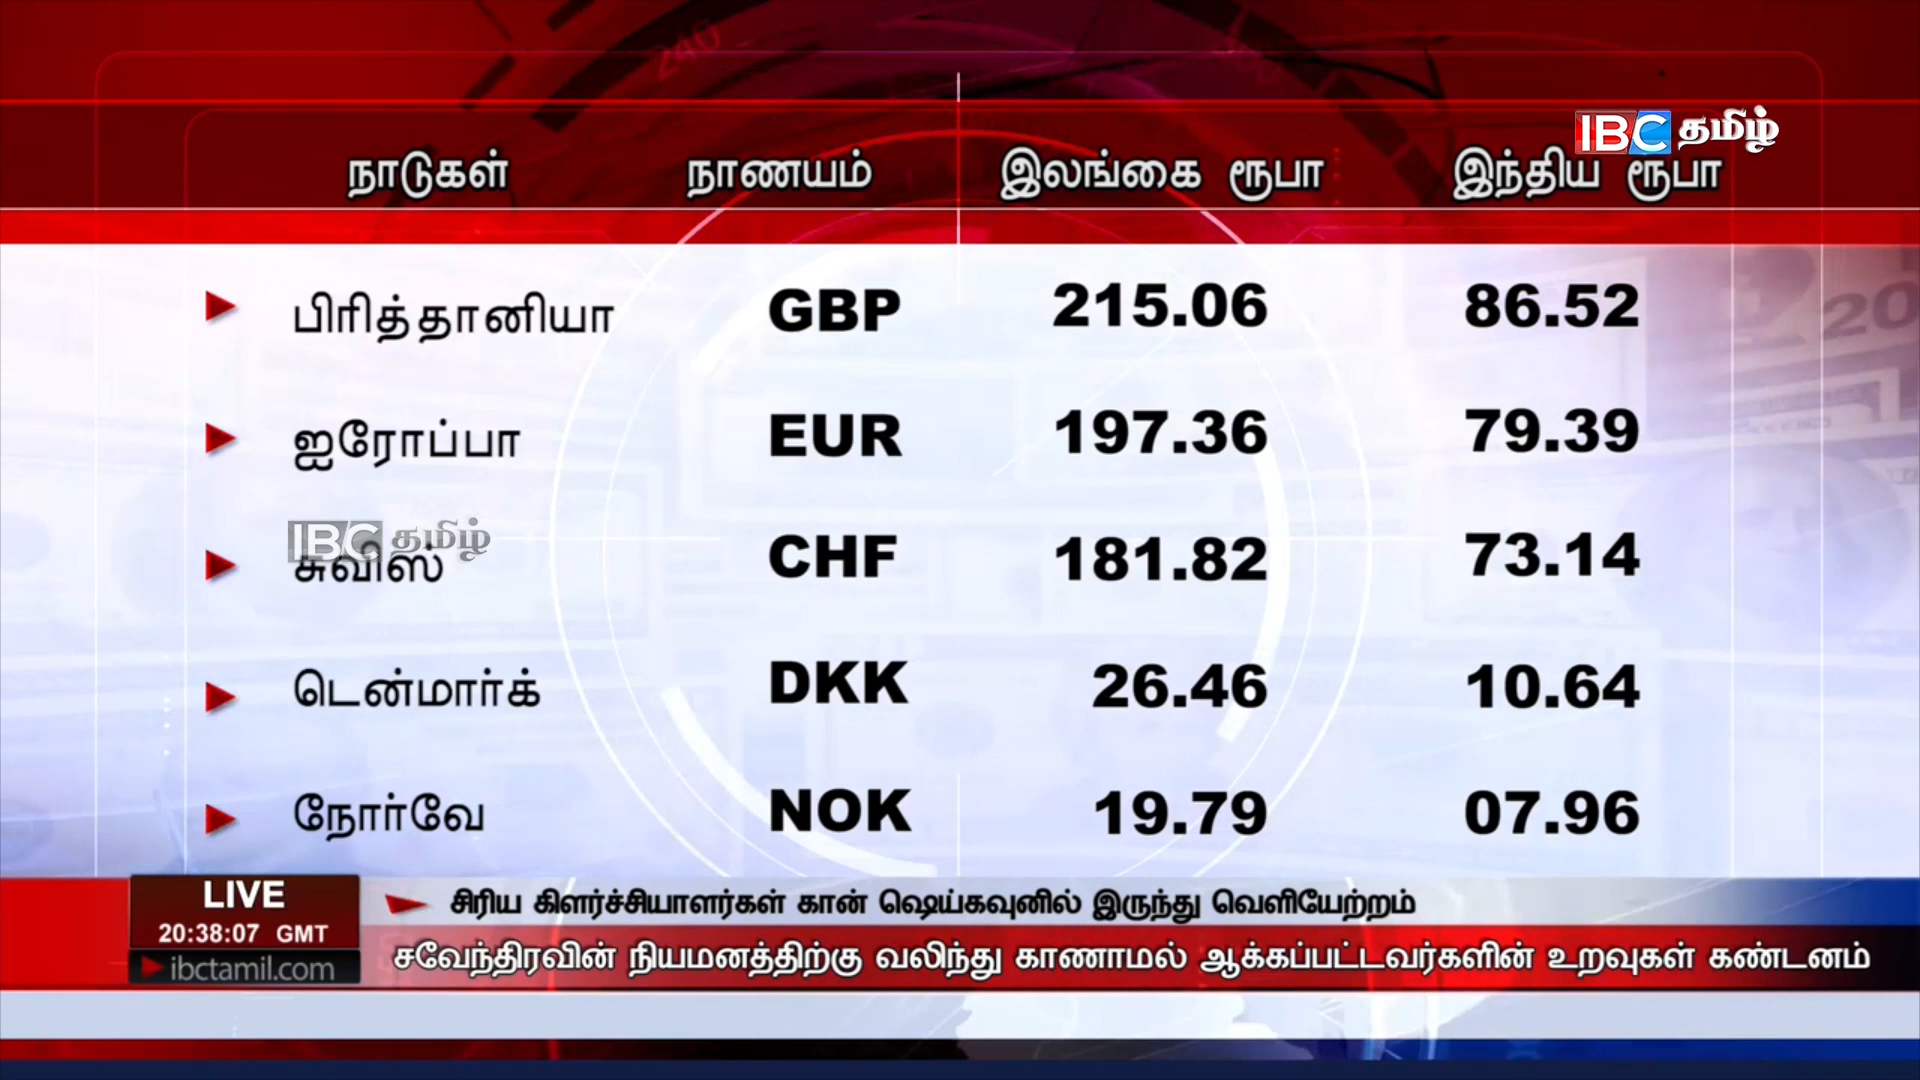 IBC தமிழ்
நாடுகள் நாணயம் இலங்கை ரூபா இந்திய ரூபா
பிரித்தானியா GBP 215.06 86.52
ஐரோப்பா EUR 197.36 79.39
IBC தமிழ்
சுவிஸ் CHF 181.82 73.14
டென்மார்க் DKK 26.46 10.64
நோர்வே NOK 19.79 07.96
LIVE
20:38:07 GMT
ibctamil.com
சிரிய கிளர்ச்சியாளர்கள் கான் ஷெய்கவுனில் இருந்து வெளியேற்றம்
சவேந்திரவின் நியமனத்திற்கு வலிந்து காணாமல் ஆக்கப்பட்டவர்களின் உறவுகள் கண்டனம்